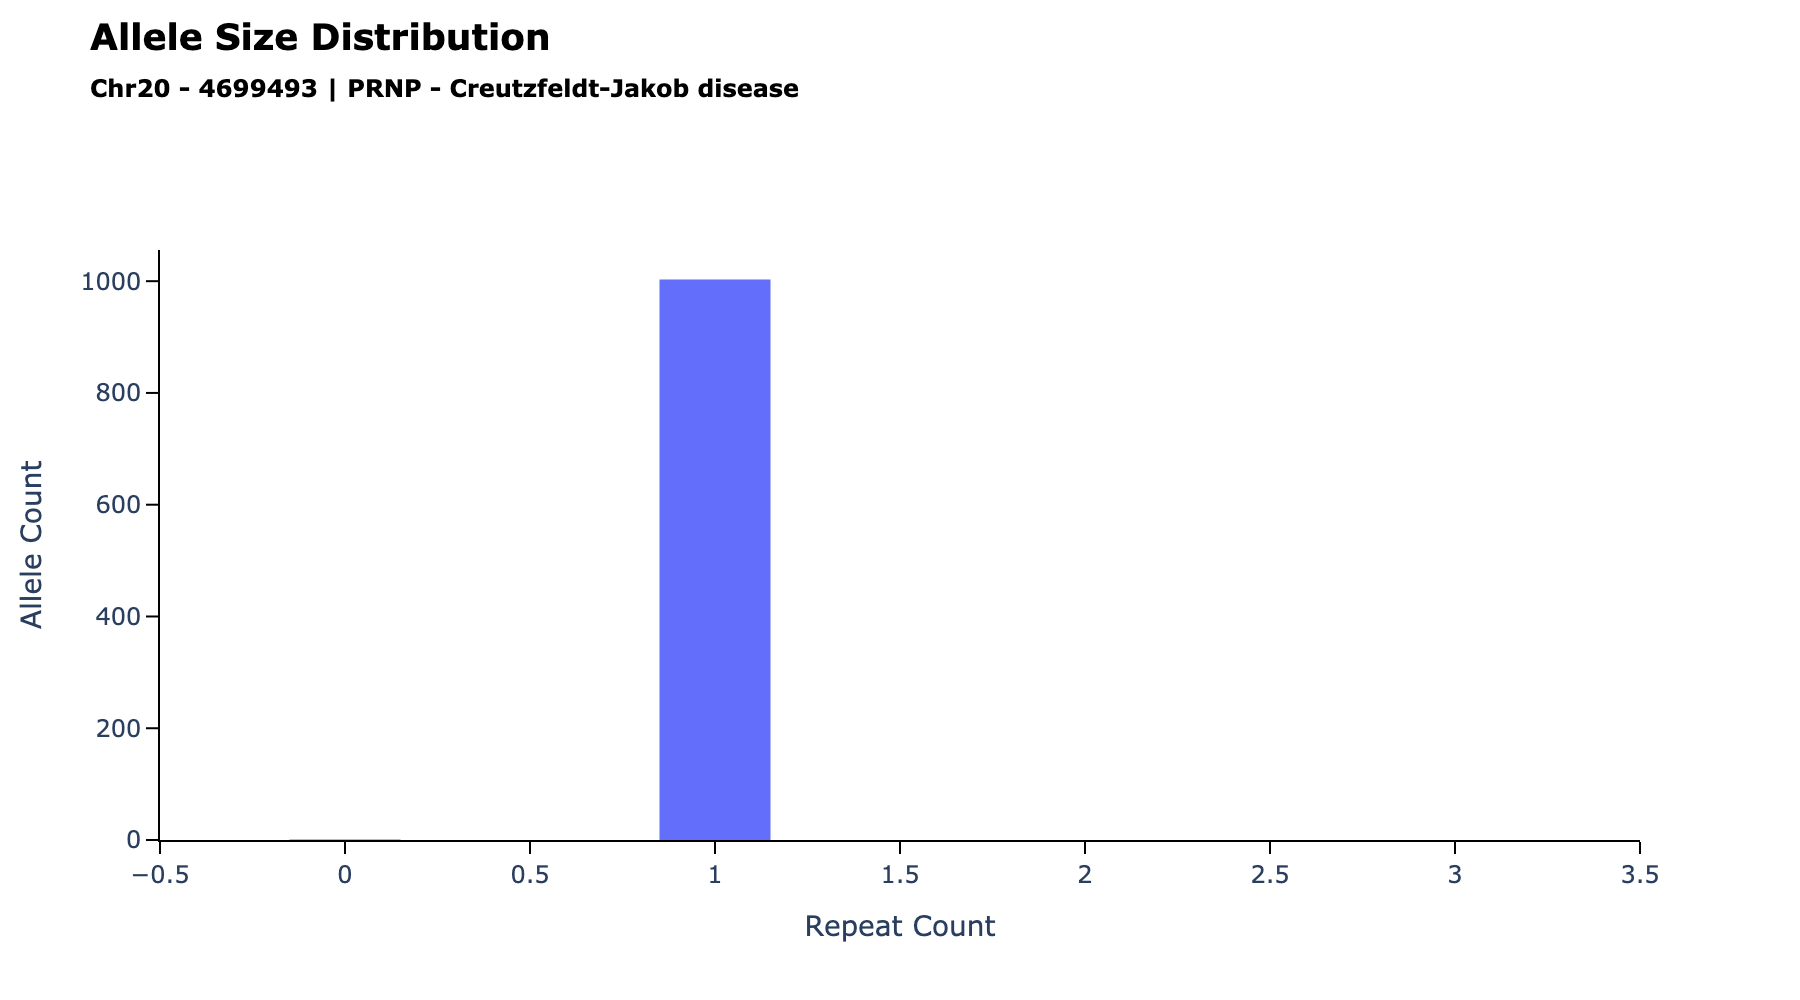 Allele Size Distribution
Chr20 - 4699493 | PRNP - Creutzfeldt-Jakob disease
1000
800
600
400
200
0
Allele Count
−0.5 0 0.5 1 1.5 2 2.5 3 3.5
Repeat Count